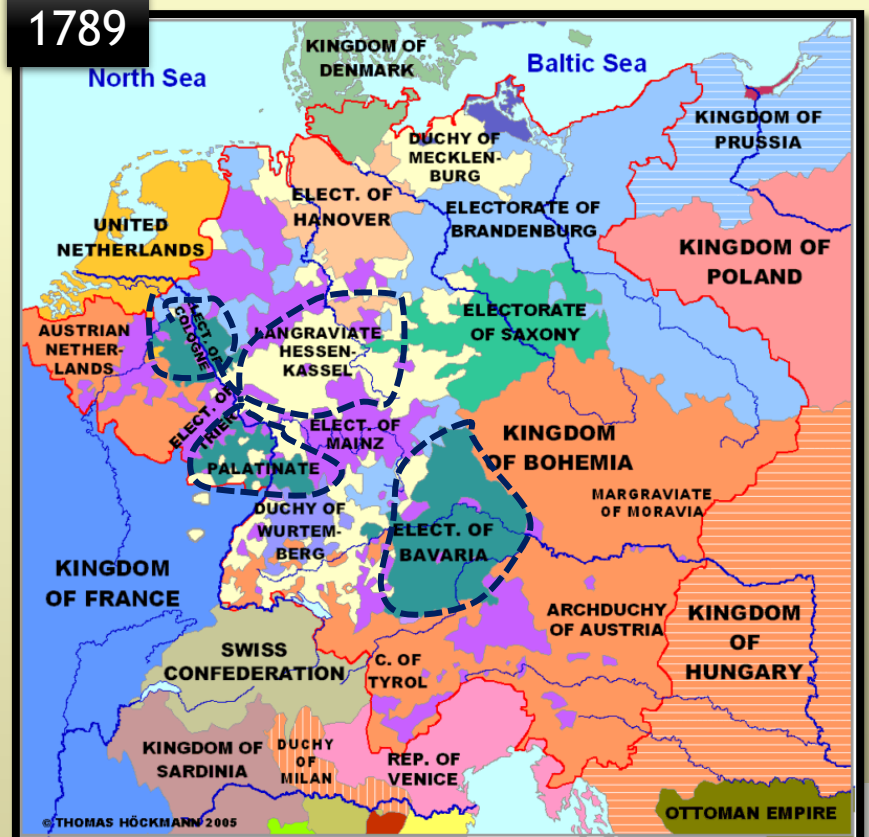 1789
North Sea
KINGDOM OF
DENMARK
Baltic Sea
KINGDOM OF
PRUSSIA
DUCHY OF
MECKLEN-
BURG
ELECT. OF
HANOVER
ELECTORATE OF
BRANDENBURG
UNITED
NETHERLANDS
KINGDOM OF
POLAND
AUSTRIAN
NETHER-
LANDS
ELECT. OF
COLOGNE
LANGRAVIATE
HESSEN-
KASSEL
ELECTORATE
OF SAXONY
ELECT. OF
TRIER
ELECT. OF
MAINZ
KINGDOM
OF BOHEMIA
PALATINATE
MARGRAVIATE
OF MORAVIA
DUCHY OF
WURTEM-
BERG
ELECT. OF
BAVARIA
KINGDOM
OF FRANCE
ARCHDUCHY
OF AUSTRIA
KINGDOM
OF
HUNGARY
SWISS
CONFEDERATION
C. OF
TYROL
KINGDOM OF
SARDINIA
DUCHY
OF
MILAN
REP. OF
VENICE
OTTOMAN EMPIRE
© THOMAS HÖCKMANN 2005